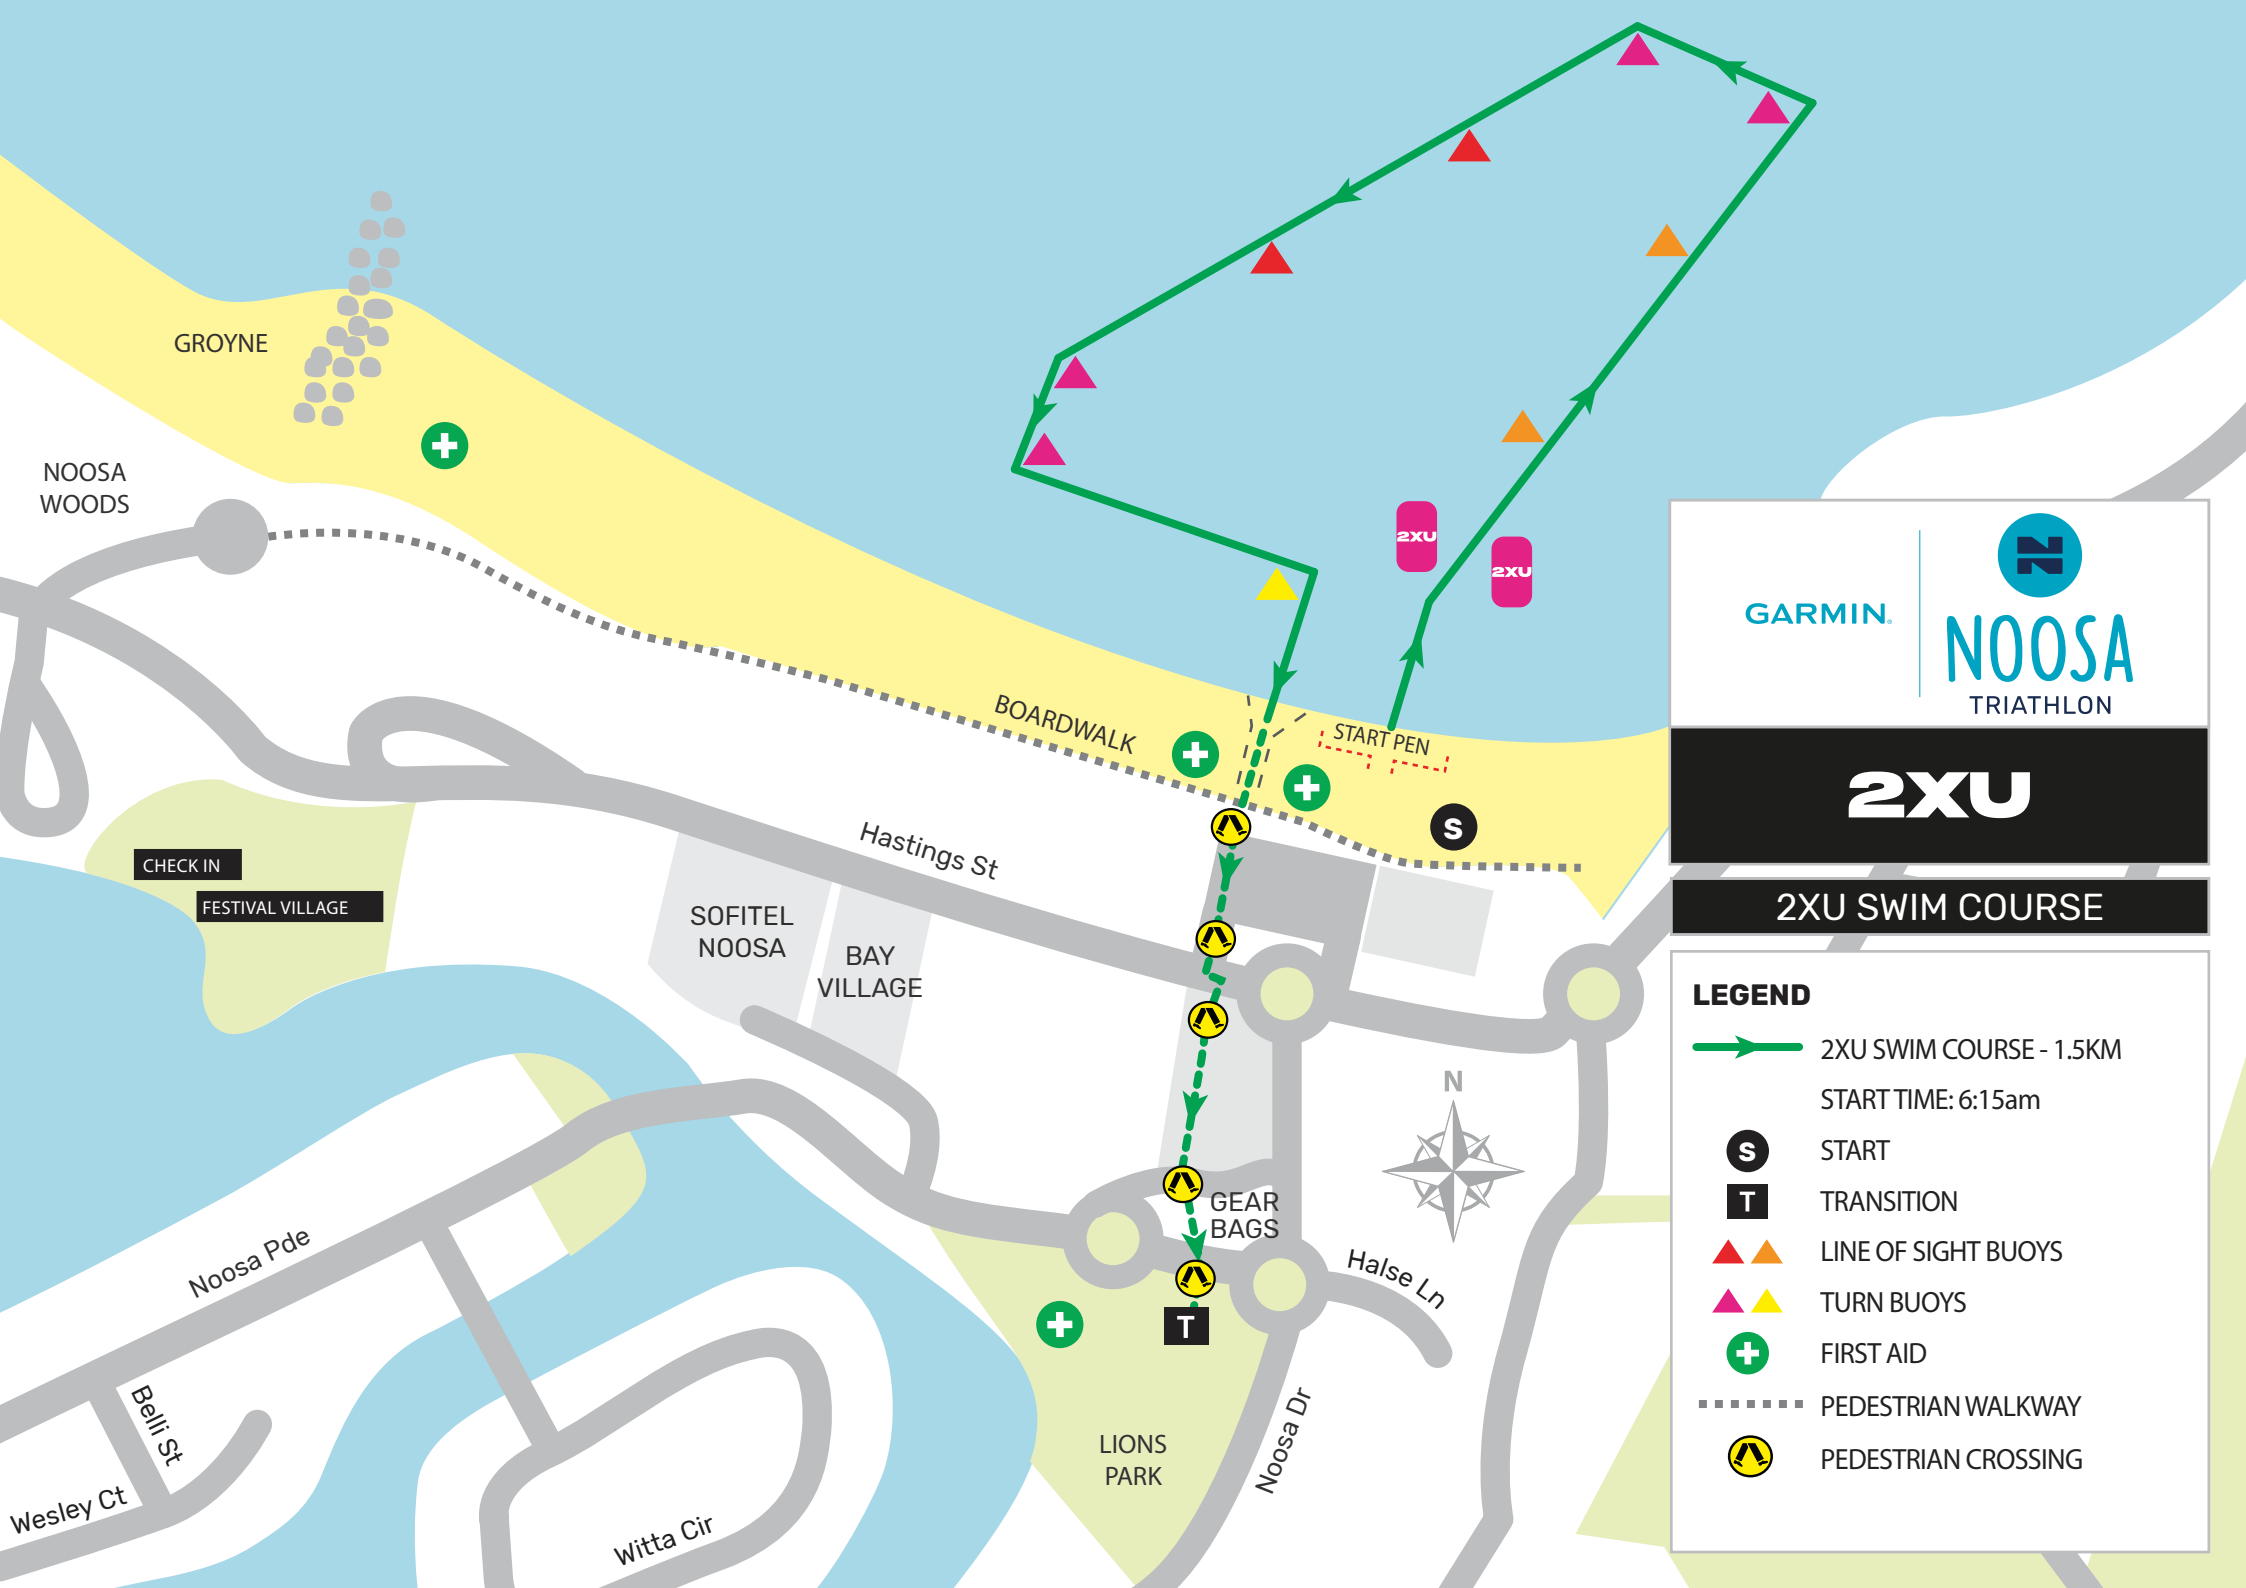 GROYNE
NOOSA
WOODS
2XU
2XU
BOARDWALK
START PEN
S
CHECK IN
FESTIVAL VILLAGE
Hastings St
SOFITEL
NOOSA
BAY
VILLAGE
GEAR
BAGS
N
Halse Ln
T
Noosa Pde
Belli St
Wesley Ct
Witta Cir
LIONS
PARK
Noosa Dr
GARMIN
N
NOOSA
TRIATHLON
2XU
2XU SWIM COURSE
LEGEND
2XU SWIM COURSE - 1.5KM
START TIME: 6:15am
S START
T TRANSITION
LINE OF SIGHT BUOYS
TURN BUOYS
FIRST AID
PEDESTRIAN WALKWAY
PEDESTRIAN CROSSING